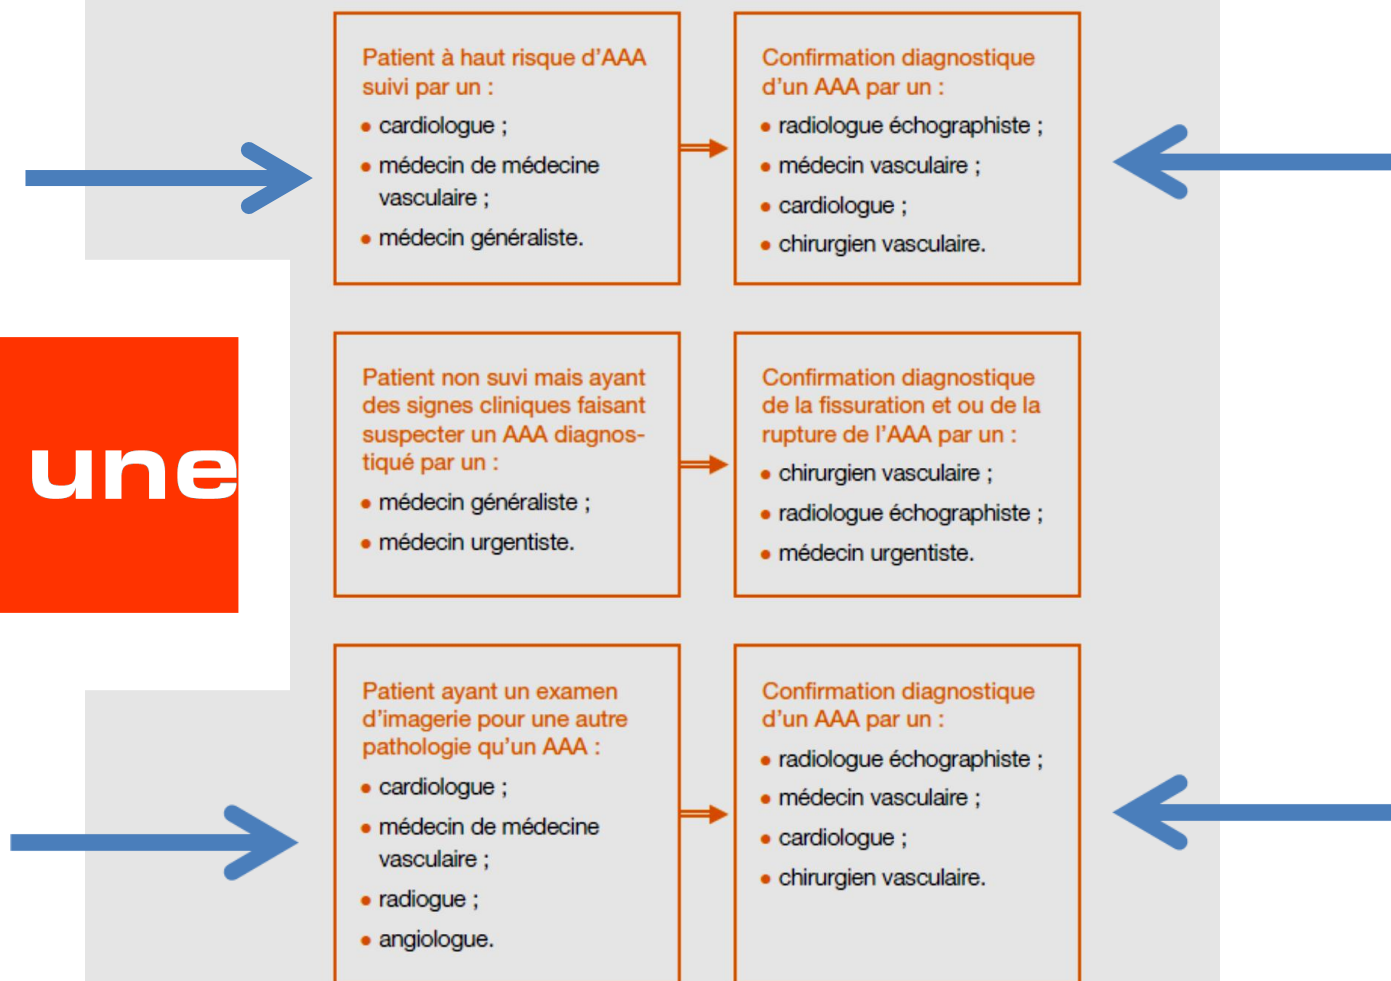 Patient à haut risque d'AAA
suivi par un :
• cardiologue ;
• médecin de médecine
vasculaire ;
• médecin généraliste.
Confirmation diagnostique
d'un AAA par un :
• radiologue échographiste ;
• médecin vasculaire ;
• cardiologue ;
• chirurgien vasculaire.
une
Patient non suvi mais ayant
des signes cliniques faisant
suspecter un AAA diagnos-
tiqué par un :
• médecin généraliste ;
• médecin urgentiste.
Confirmation diagnostique
de la fissuration et ou de la
rupture de l'AAA par un :
• chirurgien vasculaire ;
• radiologue échographiste ;
• médecin urgentiste.
Patient ayant un examen
d'imagerie pour une autre
pathologie qu'un AAA :
• cardiologue ;
• médecin de médecine
vasculaire ;
• radiogue ;
• angiologue.
Confirmation diagnostique
d'un AAA par un :
• radiologue échographiste ;
• médecin vasculaire ;
• cardiologue ;
• chirurgien vasculaire.